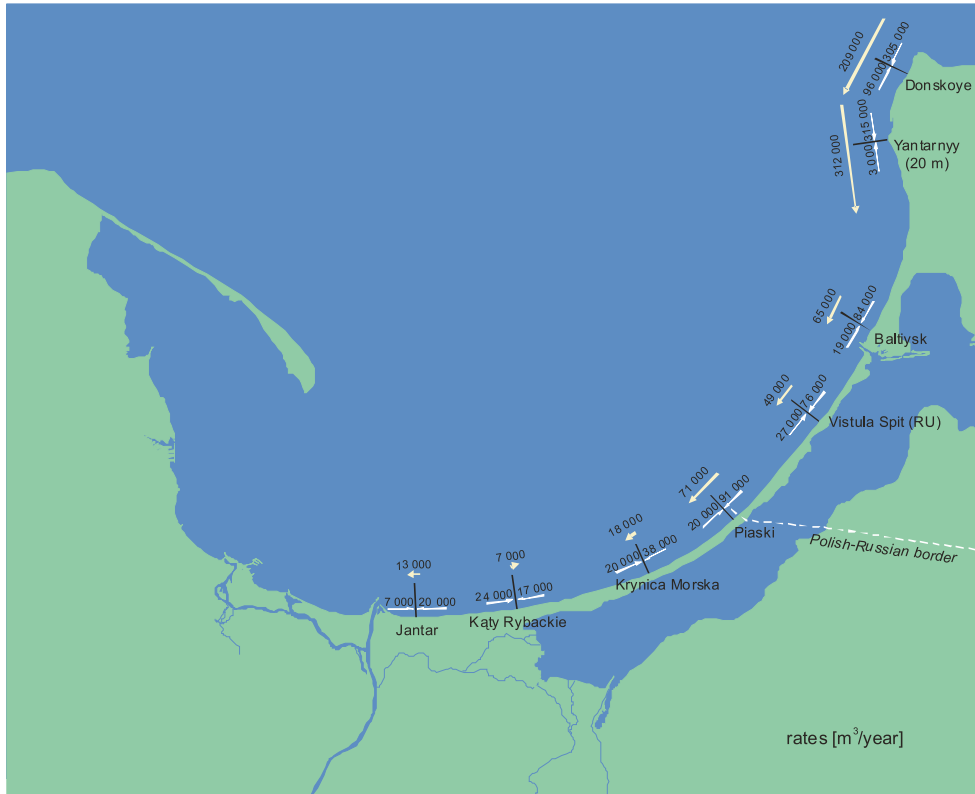 209 000
96 000
305 000
Donskoye
312 000
3 000
315 000
Yantarnyy
(20 m)
65 000
19 000
84 000
Baltiysk
49 000
27 000
76 000
Vistula Spit (RU)
71 000
20 000
91 000
Piaski
Polish-Russian border
18 000
20 000
38 000
Krynica Morska
7 000
24 000
17 000
Kąty Rybackie
13 000
7 000
20 000
Jantar
rates [m³/year]